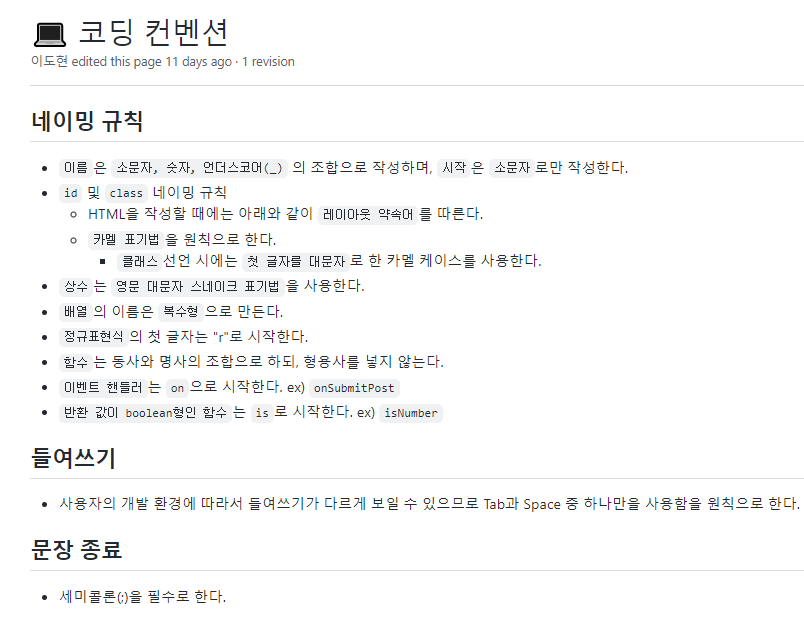 💻 코딩 컨벤션
이도현 edited this page 11 days ago · 1 revision
네이밍 규칙
이름 은 소문자, 숫자, 언더스코어(_) 의 조합으로 작성하며, 시작 은 소문자 로만 작성한다.
id 및 class 네이밍 규칙
HTML을 작성할 때에는 아래와 같이 레이아웃 약속어 를 따른다.
카멜 표기법 을 원칙으로 한다.
클래스 선언 시에는 첫 글자를 대문자 로 한 카멜 케이스를 사용한다.
상수 는 영문 대문자 스네이크 표기법 을 사용한다.
배열 의 이름은 복수형 으로 만든다.
정규표현식 의 첫 글자는 "r"로 시작한다.
함수 는 동사와 명사의 조합으로 하되, 형용사를 넣지 않는다.
이벤트 핸들러 는 on 으로 시작한다. ex) onSubmitPost
반환 값이 boolean형인 함수 는 is 로 시작한다. ex) isNumber
들여쓰기
사용자의 개발 환경에 따라서 들여쓰기가 다르게 보일 수 있으므로 Tab과 Space 중 하나만을 사용함을 원칙으로 한다.
문장 종료
세미콜론(;)을 필수로 한다.